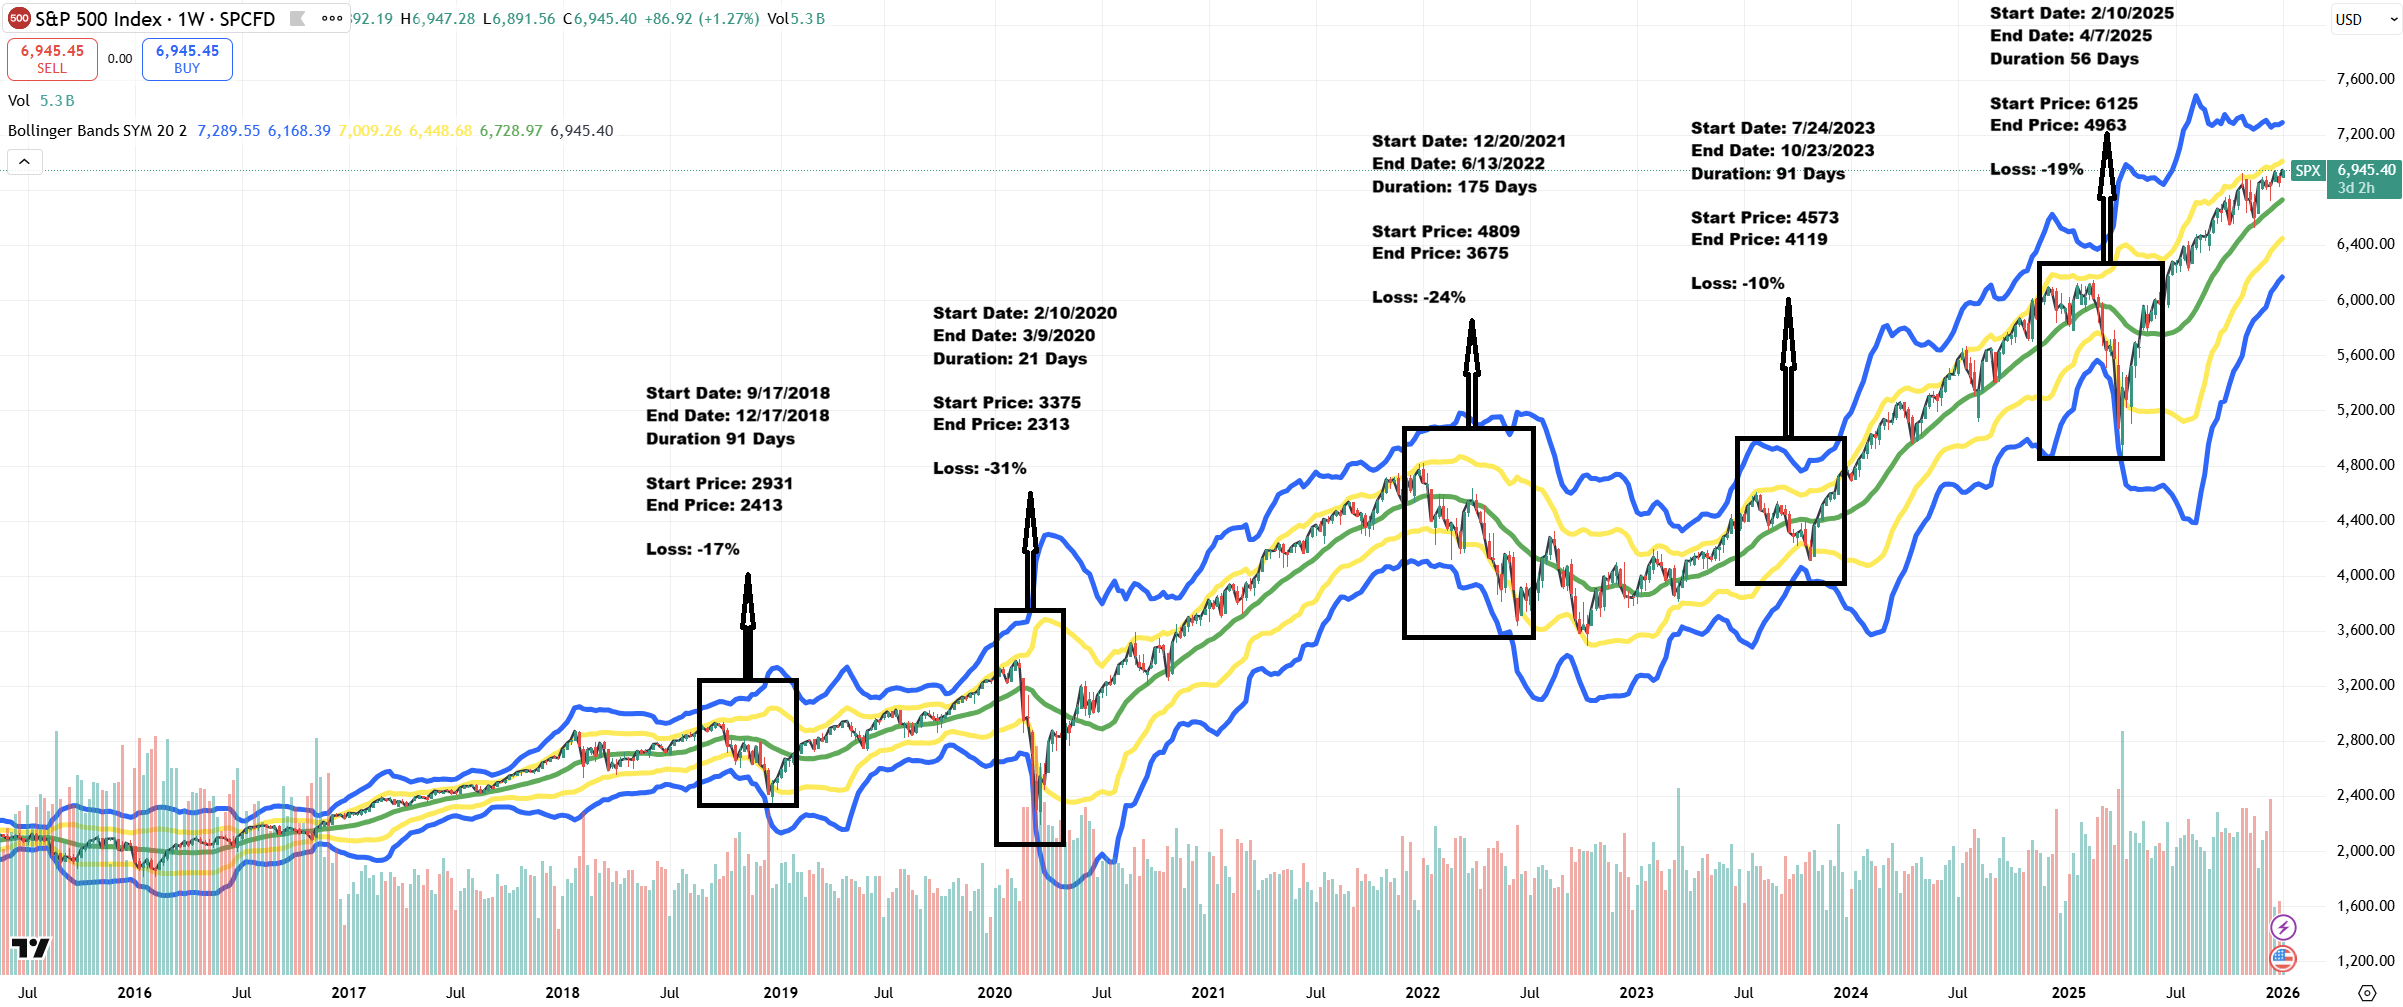 S&P 500 Index · 1W · SPCFD
892.19 H6,947.28 L6,891.56 C6,945.40 +86.92 (+1.27%) Vol5.3 B
500
6,945.45
SELL
0.00
6,945.45
BUY
Vol 5.3 B
Bollinger Bands SYM 20 2 7,289.55 6,168.39 7,009.26 6,448.68 6,728.97 6,945.40
Start Date: 9/17/2018
End Date: 12/17/2018
Duration 91 Days
Start Price: 2931
End Price: 2413
Loss: -17%
Start Date: 2/10/2020
End Date: 3/9/2020
Duration: 21 Days
Start Price: 3375
End Price: 2313
Loss: -31%
Start Date: 12/20/2021
End Date: 6/13/2022
Duration: 175 Days
Start Price: 4809
End Price: 3675
Loss: -24%
Start Date: 7/24/2023
End Date: 10/23/2023
Duration: 91 Days
Start Price: 4573
End Price: 4119
Loss: -10%
Start Date: 2/10/2025
End Date: 4/7/2025
Duration 56 Days
Start Price: 6125
End Price: 4963
Loss: -19%
USD
7,600.00
7,200.00
SPX 6,945.40
3d 2h
6,400.00
6,000.00
5,600.00
5,200.00
4,800.00
4,400.00
4,000.00
3,600.00
3,200.00
2,800.00
2,400.00
2,000.00
1,600.00
1,200.00
Jul 2016 Jul 2017 Jul 2018 Jul 2019 Jul 2020 Jul 2021 Jul 2022 Jul 2023 Jul 2024 Jul 2025 Jul 2026